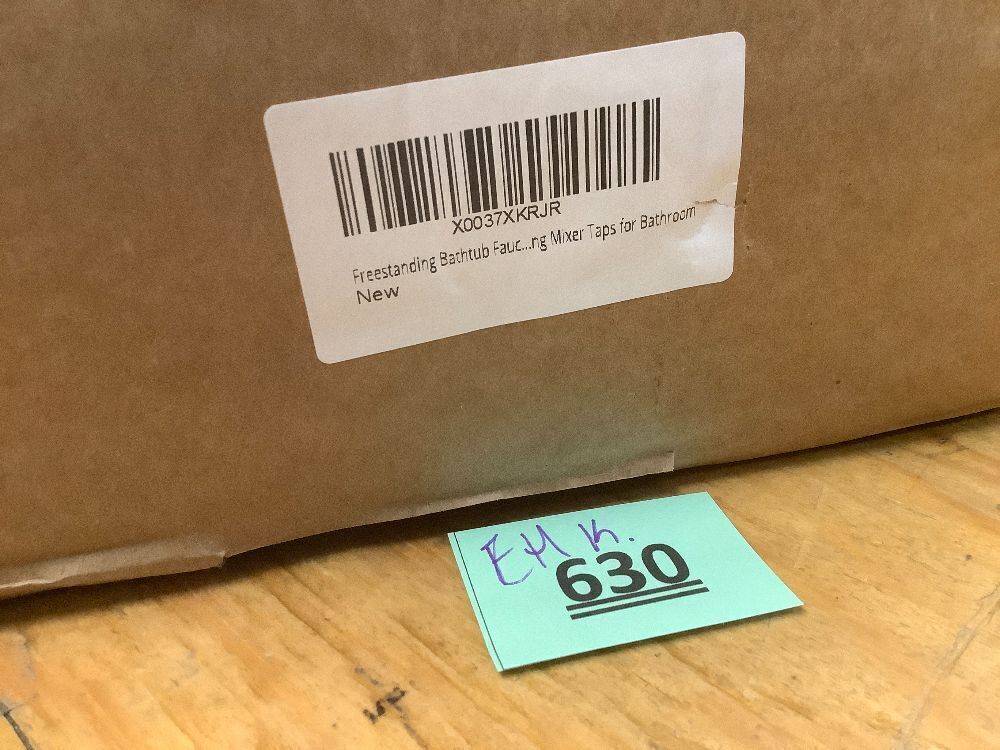 X0037XKRJR
Freestanding Bathtub Fauc...ng Mixer Taps for Bathroom
New
630